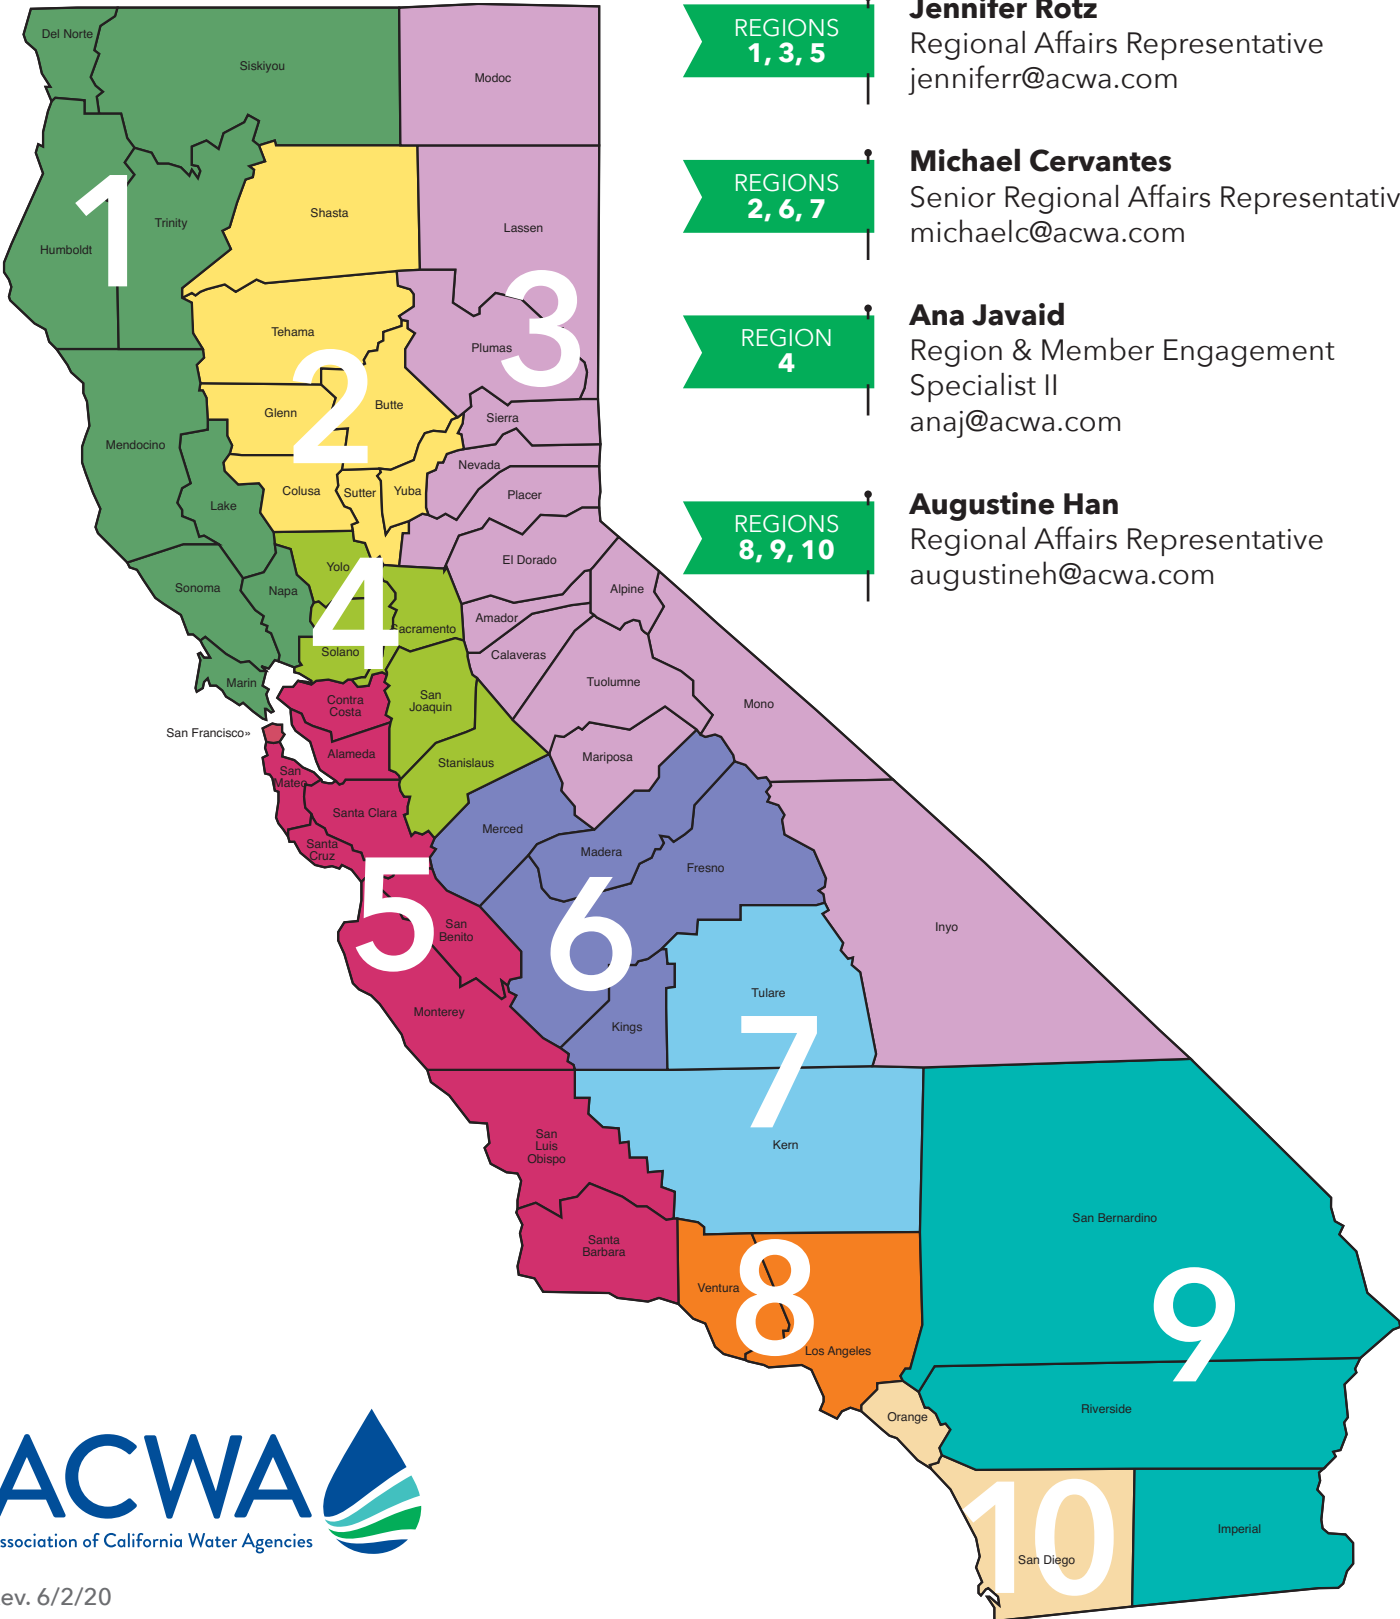 Jennifer Rotz
REGIONS
1, 3, 5
Regional Affairs Representative
jenniferr@acwa.com
Michael Cervantes
REGIONS
2, 6, 7
Senior Regional Affairs Representativ
michaelc@acwa.com
Ana Javaid
REGION
4
Region & Member Engagement
Specialist II
anaj@acwa.com
Augustine Han
REGIONS
8, 9, 10
Regional Affairs Representative
augustineh@acwa.com
Del Norte
Siskiyou
Modoc
1
Humboldt
Trinity
Shasta
Lassen
3
Tehama
Plumas
2
Glenn
Butte
Sierra
Mendocino
Nevada
Lake
Colusa
Sutter
Yuba
Placer
El Dorado
Yolo
4
Sonoma
Napa
Alpine
Amador
Sacramento
Solano
Calaveras
Marin
Tuolumne
Contra
Costa
San
Joaquin
Mono
San Francisco»
Alameda
Stanislaus
Mariposa
San
Mateo
Santa Clara
Merced
Santa
Cruz
Madera
Fresno
5
6
San
Benito
Inyo
Monterey
Kings
Tulare
7
Kern
San
Luis
Obispo
San Bernardino
Santa
Barbara
Ventura
8
Los Angeles
9
Orange
Riverside
10
San Diego
Imperial
ACWA
ssociation of California Water Agencies
ev. 6/2/20